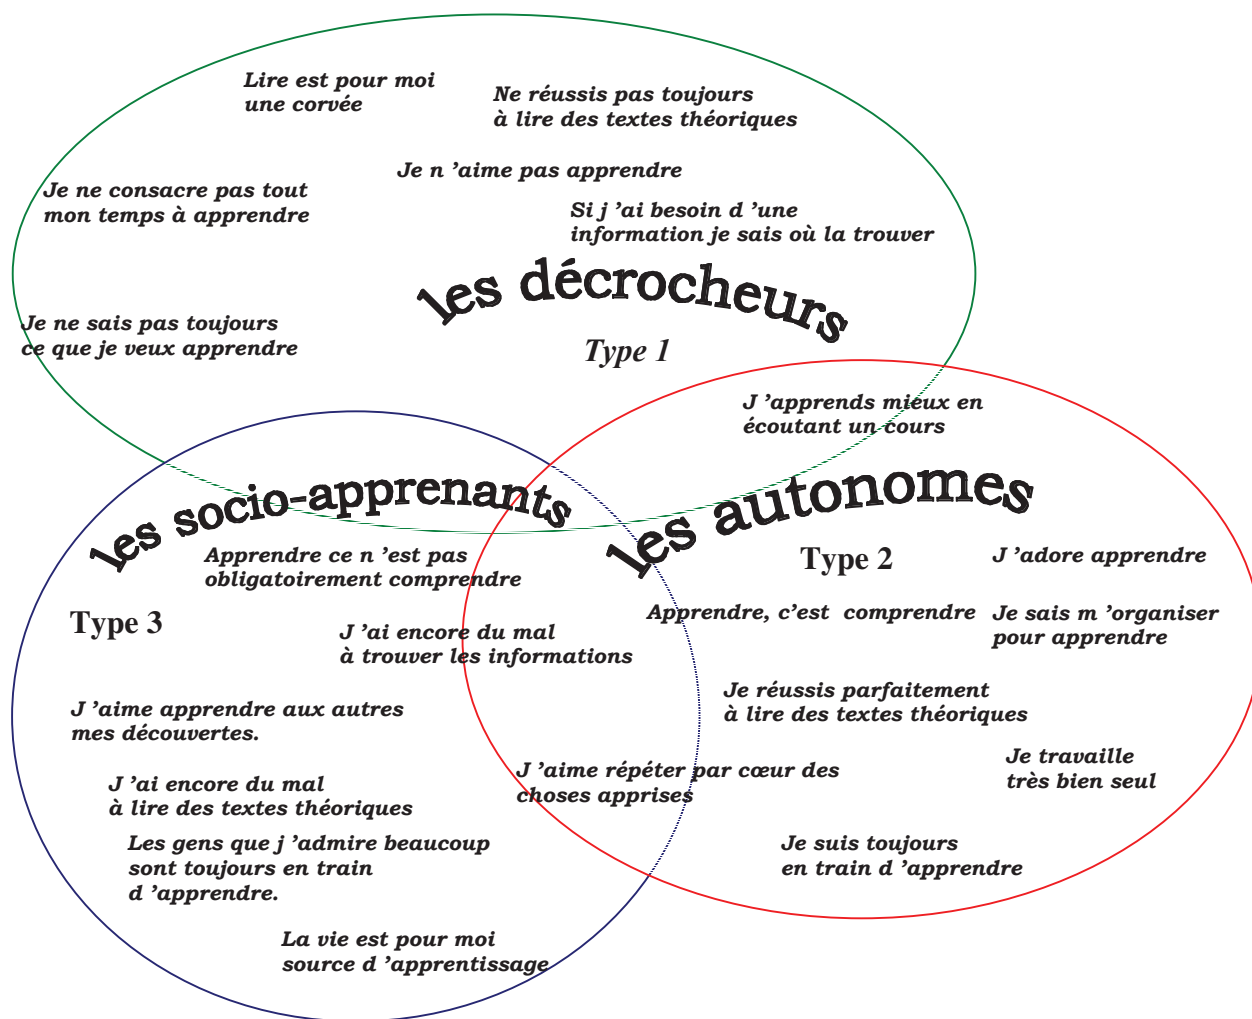 Lire est pour moi
une corvée
Ne réussis pas toujours
à lire des textes théoriques
Je n ’aime pas apprendre
Je ne consacre pas tout
mon temps à apprendre
Si j ’ai besoin d ’une
information je sais où la trouver
les décrocheurs
Type 1
Je ne sais pas toujours
ce que je veux apprendre
J ’apprends mieux en
écoutant un cours
les socio-apprenants
les autonomes
Apprendre ce n ’est pas
obligatoirement comprendre
Type 2
J ’adore apprendre
Type 3
J ’ai encore du mal
à trouver les informations
Apprendre, c’est comprendre
Je sais m ’organiser
pour apprendre
J ’aime apprendre aux autres
mes découvertes.
Je réussis parfaitement
à lire des textes théoriques
J ’ai encore du mal
à lire des textes théoriques
J ’aime répéter par cœur des
choses apprises
Je travaille
très bien seul
Les gens que j ’admire beaucoup
sont toujours en train
d ’apprendre.
Je suis toujours
en train d ’apprendre
La vie est pour moi
source d ’apprentissage